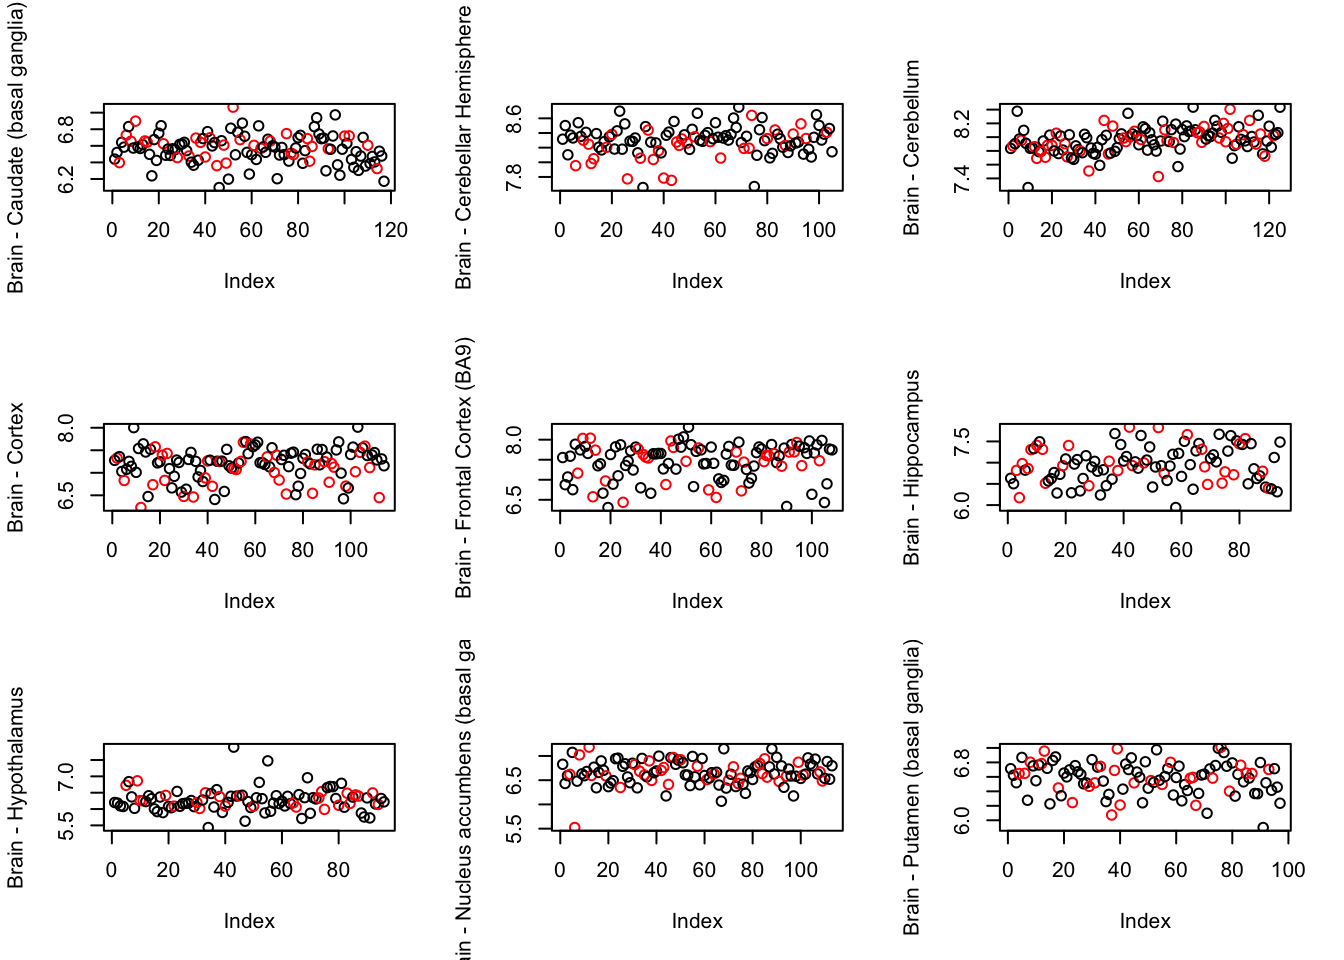 Brain - Caudate (basal ganglia)
6.2 6.8
0 20 40 60 80 120
Index
Brain - Cerebellar Hemisphere
7.8 8.6
0 20 40 60 80 100
Index
Brain - Cerebellum
7.4 8.2
0 20 40 60 80 120
Index
Brain - Cortex
6.5 8.0
0 20 40 60 80 100
Index
Brain - Frontal Cortex (BA9)
6.5 8.0
0 20 40 60 80 100
Index
Brain - Hippocampus
6.0 7.5
0 20 40 60 80
Index
Brain - Hypothalamus
5.5 7.0
0 20 40 60 80
Index
ain - Nucleus accumbens (basal ga
5.5 6.5
0 20 40 60 80 100
Index
Brain - Putamen (basal ganglia)
6.0 6.8
0 20 40 60 80 100
Index